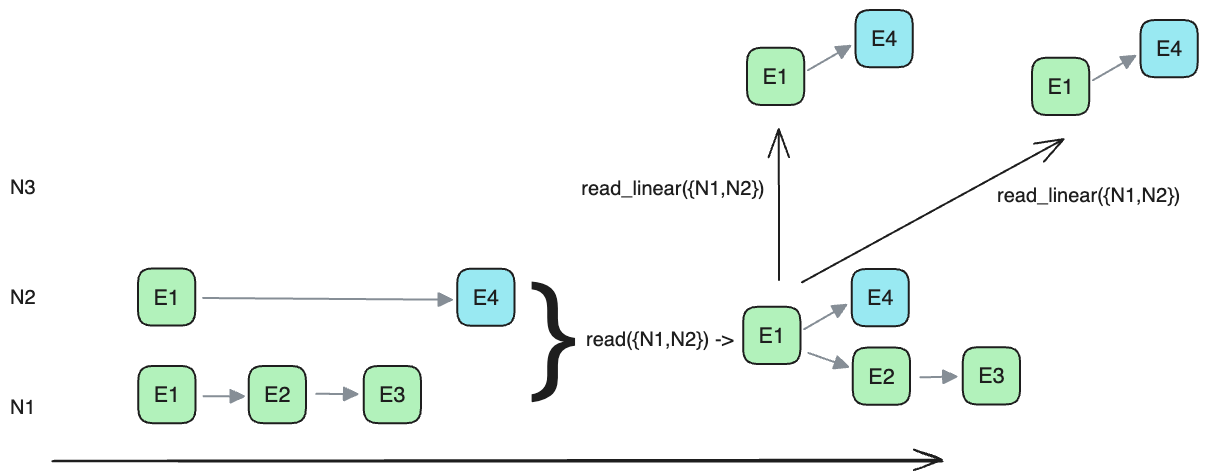 E4
E1
E4
E1
N3
read_linear({N1,N2})
read_linear({N1,N2})
N2
E1
E4
E4
}
read({N1,N2}) ->
E1
N1
E1
E2
E3
E2
E3